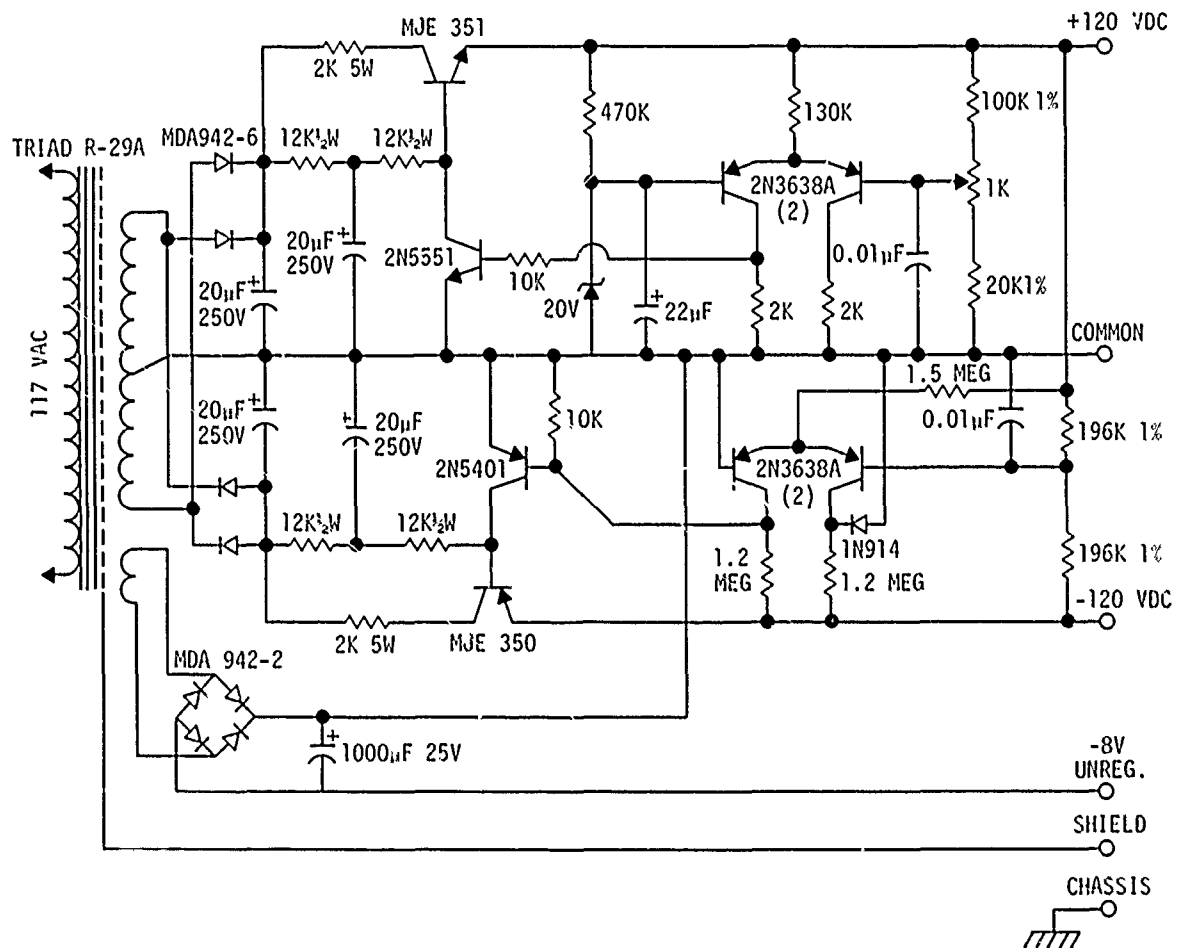 MJE 351
+120 VDC
2K 5W
470K
130K
100K 1%
TRIAD R-29A
MDA942-6
12K½W
12K½W
2N3638A
(2)
1K
20µF
250V
+
2N5551
10K
0.01µF
20K1%
20µF
250V
+
20V
+
22µF
2K
2K
COMMON
117 VAC
1.5 MEG
0.01µF
20µF
250V
+
+
20µF
250V
10K
196K 1%
2N5401
2N3638A
(2)
12K½W
12K½W
1N914
1.2
MEG
1.2 MEG
196K 1%
-120 VDC
2K 5W
MJE 350
MDA 942-2
+
1000µF 25V
-8V
UNREG.
SHIELD
CHASSIS